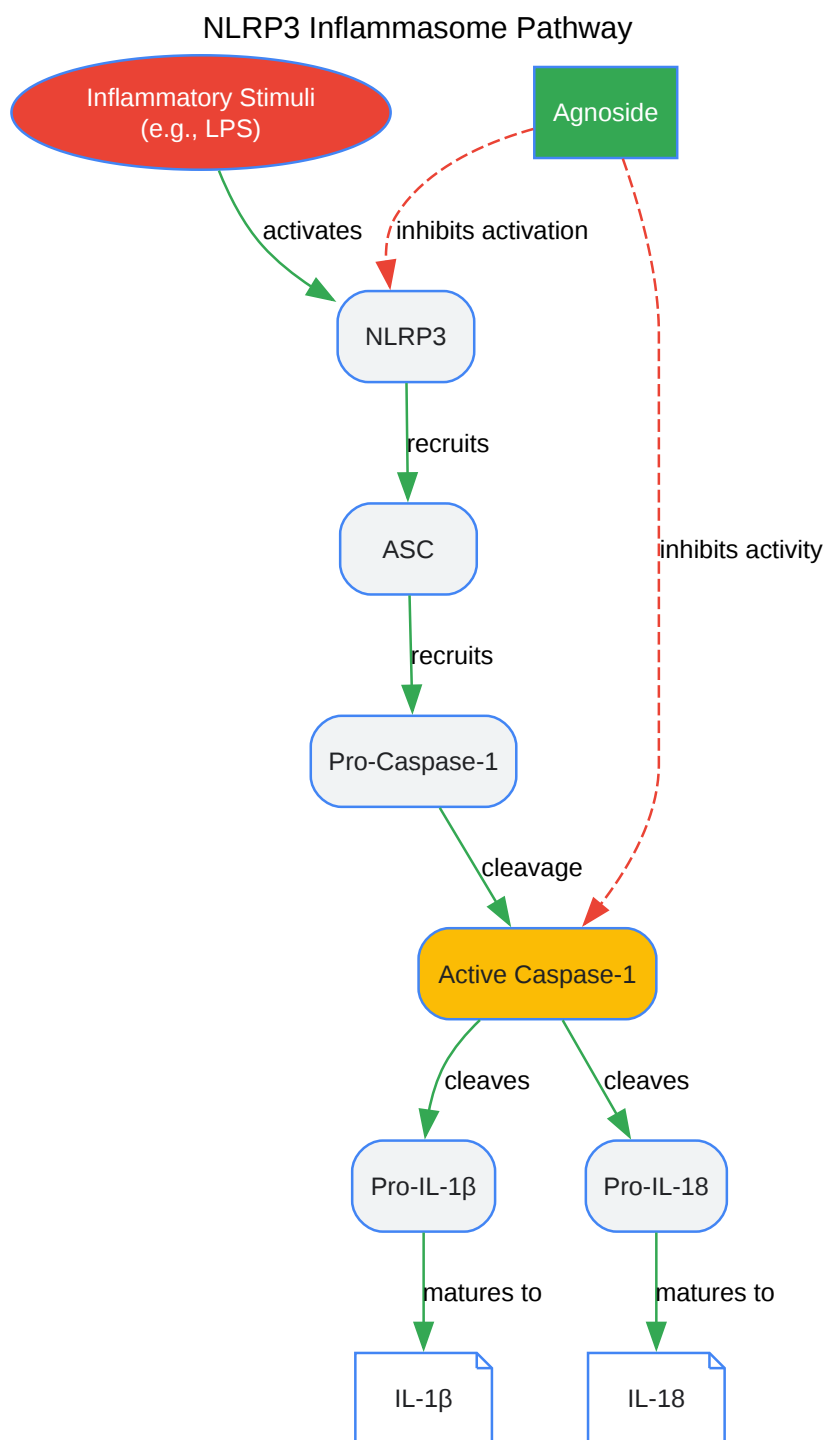 NLRP3 Inflammasome Pathway
Inflammatory Stimuli
(e.g., LPS)
Agnoside
activates
inhibits activation
NLRP3
recruits
ASC
inhibits activity
recruits
Pro-Caspase-1
cleavage
Active Caspase-1
cleaves
cleaves
Pro-IL-1β
Pro-IL-18
matures to
matures to
IL-1β
IL-18